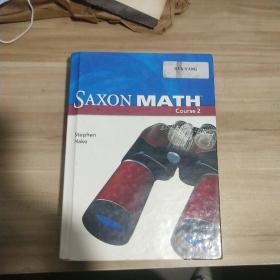 SAXON MATH
Course 2
Stephen
Hake